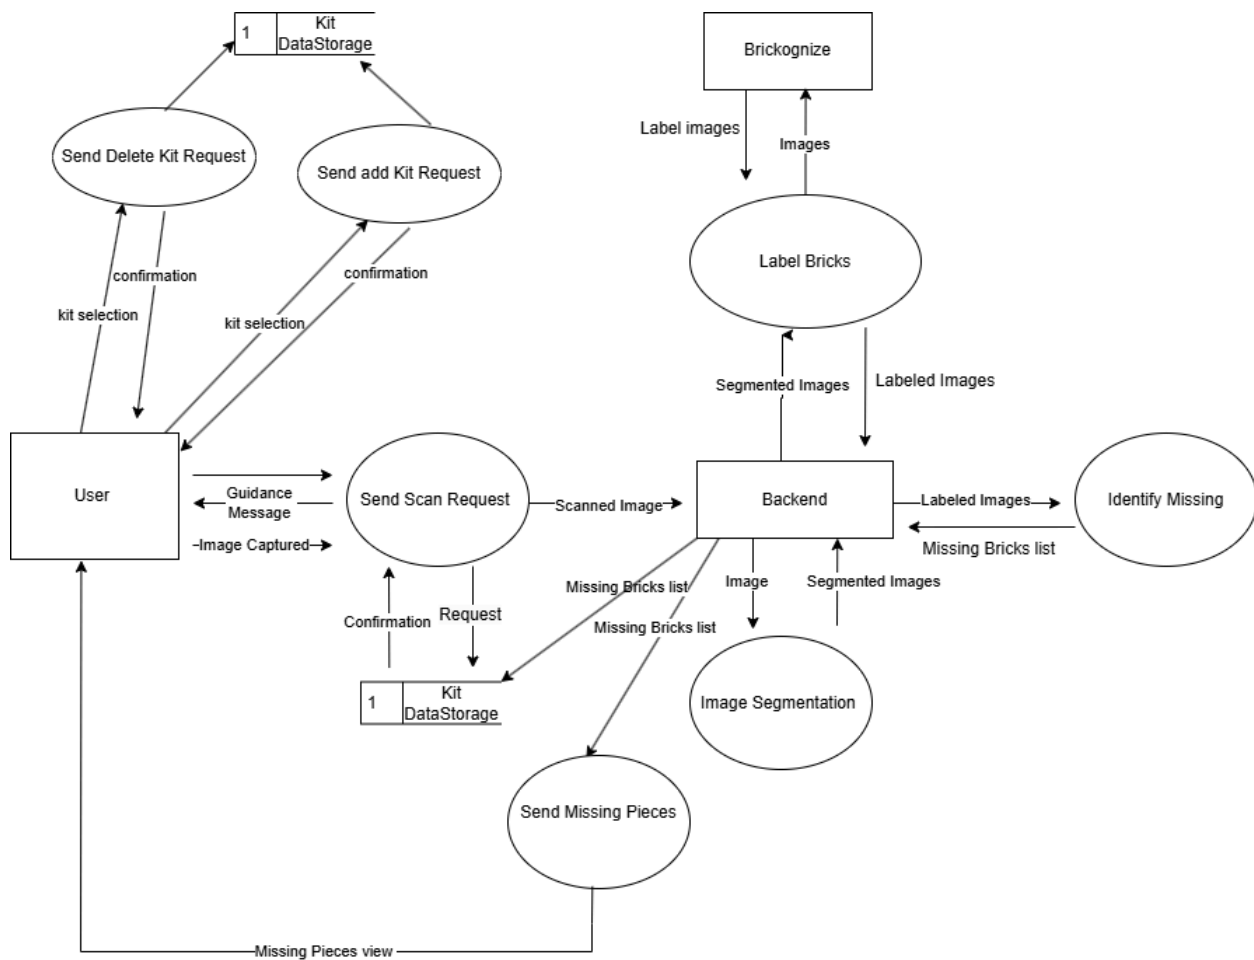 1
Kit
DataStorage
Brickognize
Label images
Images
Send Delete Kit Request
Send add Kit Request
Label Bricks
confirmation
confirmation
kit selection
kit selection
Segmented Images
Labeled Images
User
Guidance
Message
Image Captured
Send Scan Request
Scanned Image
Backend
Labeled Images
Missing Bricks list
Identify Missing
Confirmation
Request
Missing Bricks list
Missing Bricks list
Image
Segmented Images
1
Kit
DataStorage
Image Segmentation
Send Missing Pieces
Missing Pieces view